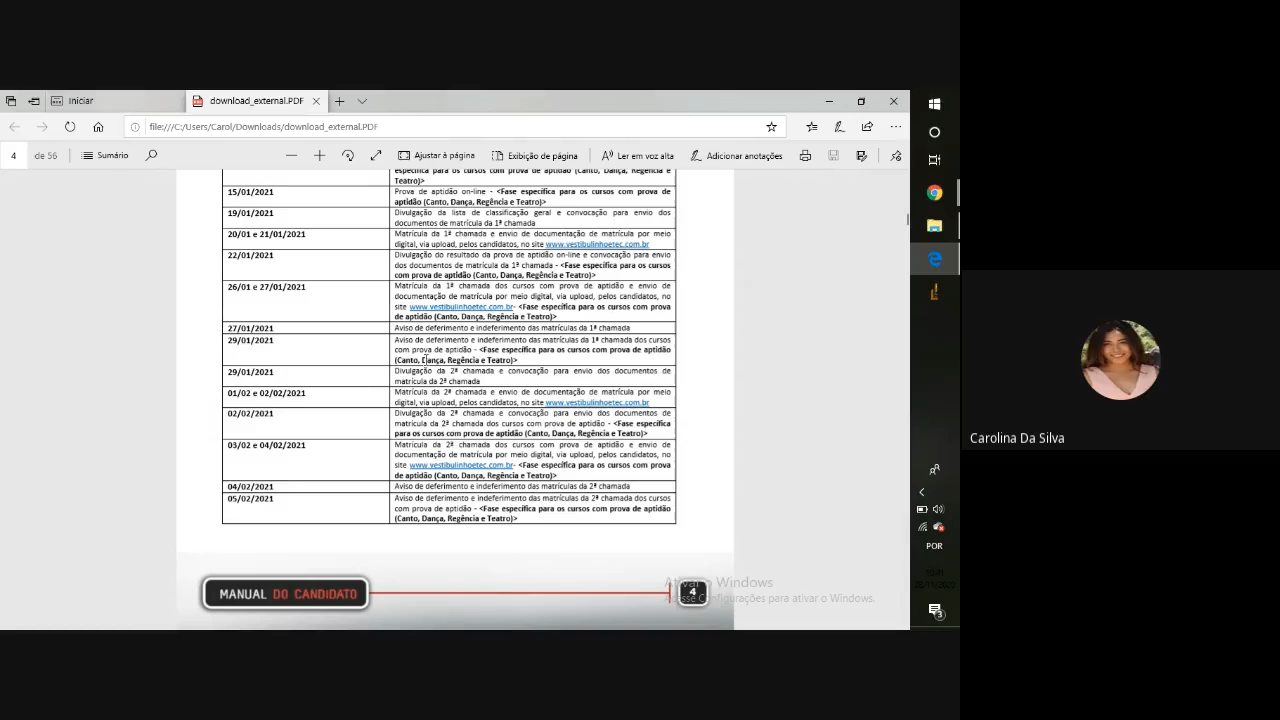 Iniciar
download_external.PDF
file:///C:/Users/Carol/Downloads/download_external.PDF
4 de 56 Sumário Ajustar à página Exibição de página Ler em voz alta Adicionar anotações
específica para os cursos com prova de aptidão (Canto, Dança, Regência e
Teatro)>
15/01/2021 Prova de aptidão on-line - <Fase específica para os cursos com prova de
aptidão (Canto, Dança, Regência e Teatro)>
19/01/2021 Divulgação da lista de classificação geral e convocação para envio dos
documentos de matrícula da 1ª chamada
20/01 e 21/01/2021 Matrícula da 1ª chamada e envio de documentação de matrícula por meio
digital, via upload, pelos candidatos, no site www.vestibulinhoetec.com.br
22/01/2021 Divulgação do resultado da prova de aptidão on-line e convocação para envio
dos documentos de matrícula da 1ª chamada - <Fase específica para os cursos
com prova de aptidão (Canto, Dança, Regência e Teatro)>
26/01 e 27/01/2021 Matrícula da 1ª chamada dos cursos com prova de aptidão e envio de
documentação de matrícula por meio digital, via upload, pelos candidatos, no
site www.vestibulinhoetec.com.br- <Fase específica para os cursos com prova
de aptidão (Canto, Dança, Regência e Teatro)>
27/01/2021 Aviso de deferimento e indeferimento das matrículas da 1ª chamada
29/01/2021 Aviso de deferimento e indeferimento das matrículas da 1ª chamada dos cursos
com prova de aptidão - <Fase específica para os cursos com prova de aptidão
(Canto, Dança, Regência e Teatro)>
29/01/2021 Divulgação da 2ª chamada e convocação para envio dos documentos de
matrícula da 2ª chamada
01/02 e 02/02/2021 Matrícula da 2ª chamada e envio de documentação de matrícula por meio
digital, via upload, pelos candidatos, no site www.vestibulinhoetec.com.br
02/02/2021 Divulgação da 2ª chamada e convocação para envio dos documentos de
matrícula da 2ª chamada dos cursos com prova de aptidão - <Fase específica
para os cursos com prova de aptidão (Canto, Dança, Regência e Teatro)>
03/02 e 04/02/2021 Matrícula da 2ª chamada dos cursos com prova de aptidão e envio de
documentação de matrícula por meio digital, via upload, pelos candidatos, no
site www.vestibulinhoetec.com.br- <Fase específica para os cursos com prova
de aptidão (Canto, Dança, Regência e Teatro)>
04/02/2021 Aviso de deferimento e indeferimento das matrículas da 2ª chamada
05/02/2021 Aviso de deferimento e indeferimento das matrículas da 2ª chamada dos cursos
com prova de aptidão - <Fase específica para os cursos com prova de aptidão
(Canto, Dança, Regência e Teatro)>
MANUAL DO CANDIDATO
4
Ativar o Windows
Acesse Configurações para ativar o Windows.
POR
3
Carolina Da Silva